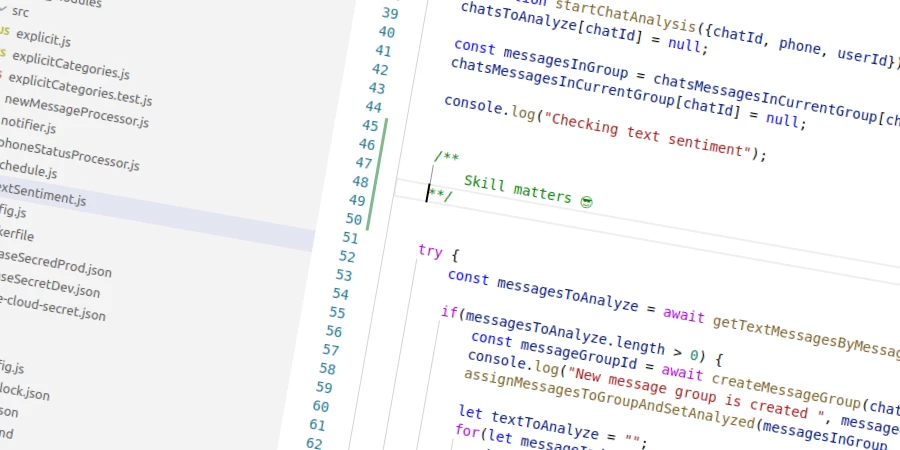 src
explicit.js
explicitCategories.js
explicitCategories.test.js
newMessageProcessor.js
notifier.js
phoneStatusProcessor.js
chedule.js
extSentiment.js
fig.js
kerfile
aseSecredProd.json
aseSecretDev.json
e-cloud-secret.json
fig.js
lock.json
son
nd
39 startChatAnalysis({chatId, phone, userId})
40 chatsToAnalyze[chatId] = null;
41
42 const messagesInGroup = chatsMessagesInCurrentGroup[ch
43 chatsMessagesInCurrentGroup[chatId] = null;
44
45 console.log("Checking text sentiment");
46
47
48 /**
49 Skill matters 😎
50 **/
51
52
53 try {
54 const messagesToAnalyze = await getTextMessagesByMessag
55
56 if(messagesToAnalyze.length > 0) {
57 const messageGroupId = await createMessageGroup(chat
58 console.log("New message group is created ", message
59 assignMessagesToGroupAndSetAnalyzed(messagesInGroup
60
61 let textToAnalyze = "";
62 for(let messageI